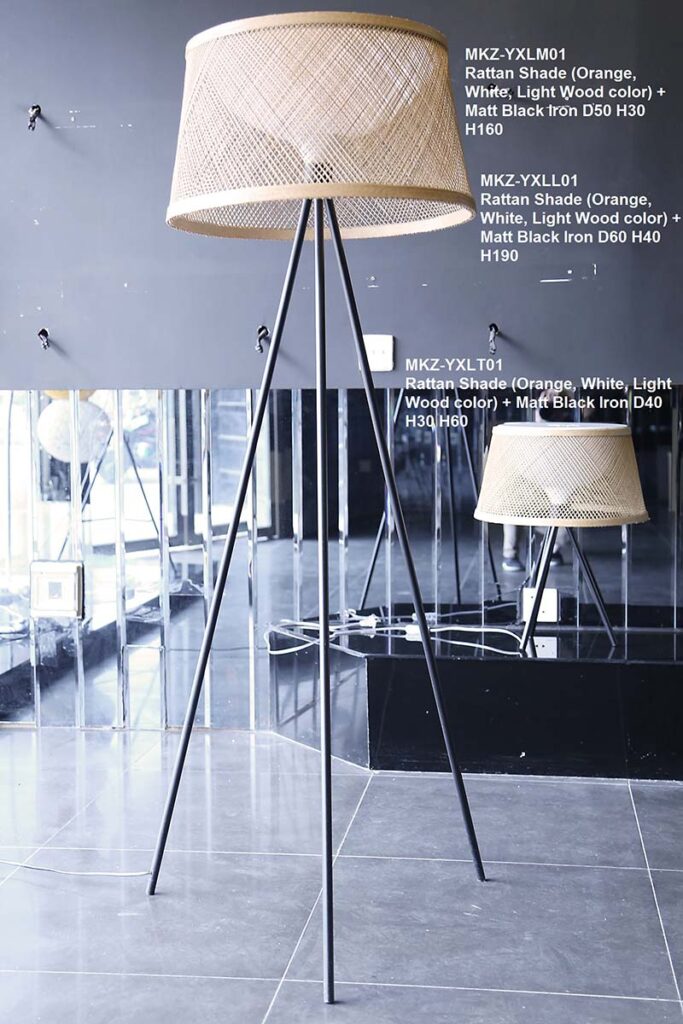 MKZ-YXLM01
Rattan Shade (Orange,
White, Light Wood color) +
Matt Black Iron D50 H30
H160
MKZ-YXLL01
Rattan Shade (Orange,
White, Light Wood color) +
Matt Black Iron D60 H40
H190
MKZ-YXLT01
Rattan Shade (Orange, White, Light
Wood color) + Matt Black Iron D40
H30 H60